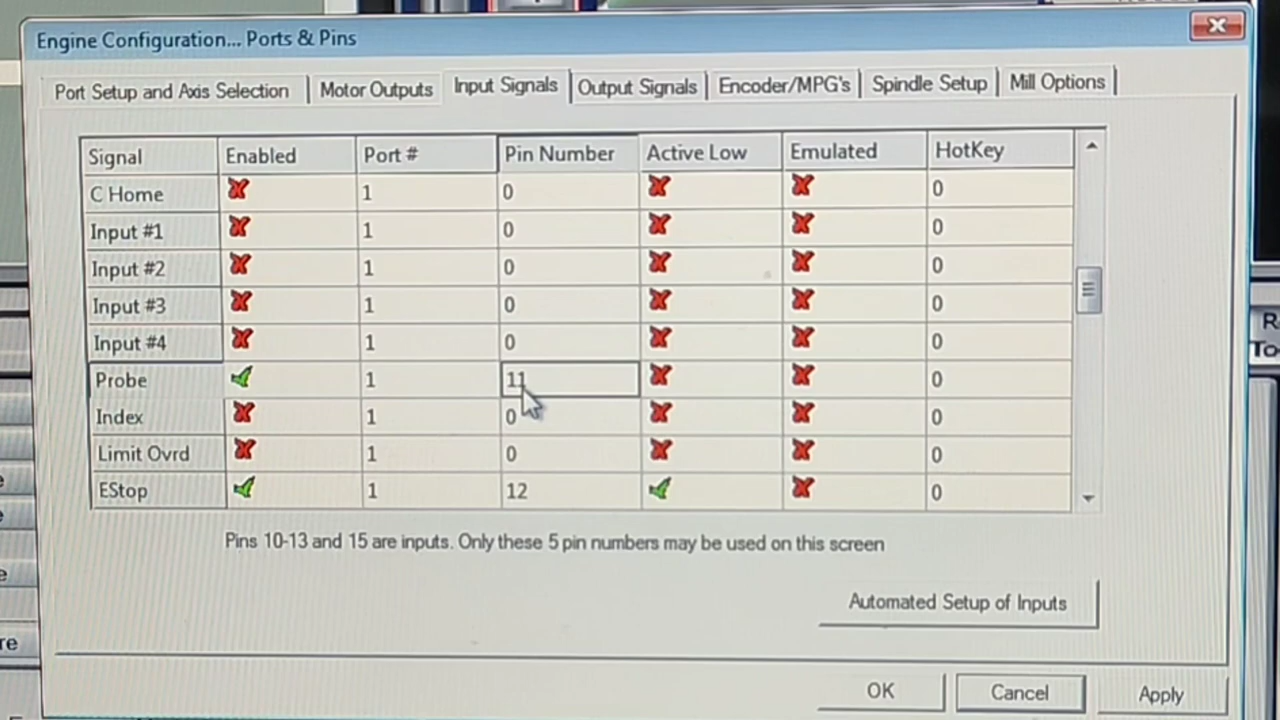 Engine Configuration... Ports & Pins
Port Setup and Axis Selection Motor Outputs Input Signals Output Signals Encoder/MPG's Spindle Setup Mill Options
Signal Enabled Port # Pin Number Active Low Emulated HotKey
C Home 1 0 0
Input #1 1 0 0
Input #2 1 0 0
Input #3 1 0 0
Input #4 1 0 0
Probe 1 11 0
Index 1 0 0
Limit Ovrd 1 0 0
EStop 1 12 0
Pins 10-13 and 15 are inputs. Only these 5 pin numbers may be used on this screen
Automated Setup of Inputs
OK Cancel Apply
R
To
e
e
e
re